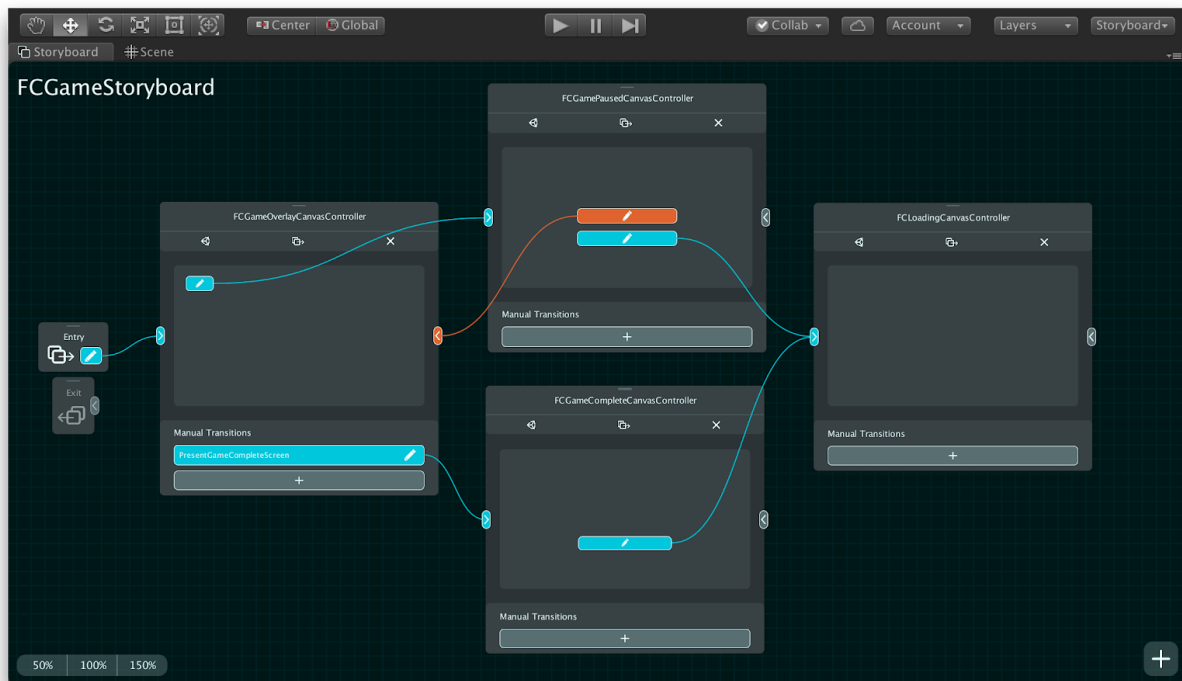 Center Global Collab Account Layers Storyboard
Storyboard Scene
FCGameStoryboard
FCGamePausedCanvasController
FCGameOverlayCanvasController
FCLoadingCanvasController
Manual Transitions
Entry
Exit
FCGameCompleteCanvasController
Manual Transitions
PresentGameCompleteScreen
Manual Transitions
Manual Transitions
50% 100% 150%